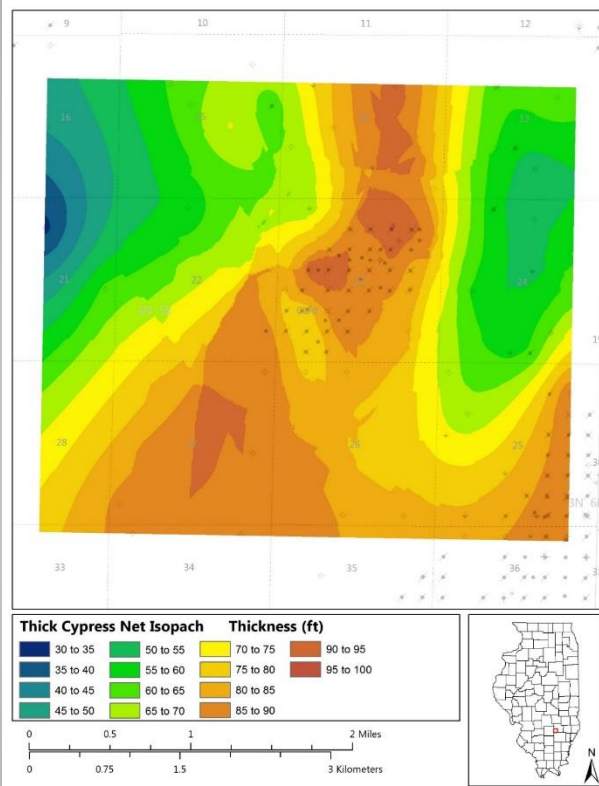 9 10 11 12
16 15 13
21 22 24
19
28 26 25
30
33 34 35 36
Thick Cypress Net Isopach Thickness (ft)
30 to 35 50 to 55 70 to 75 90 to 95
35 to 40 55 to 60 75 to 80 95 to 100
40 to 45 60 to 65 80 to 85
45 to 50 65 to 70 85 to 90
0 0.5 1 2 Miles
0 0.75 1.5 3 Kilometers
N